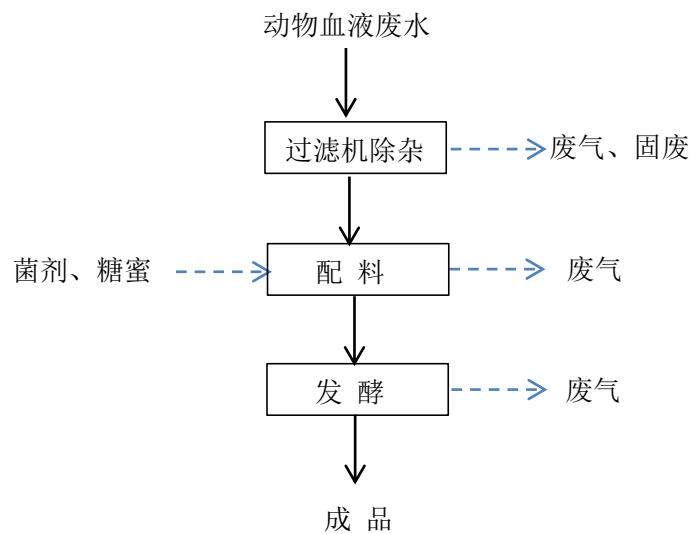 动物血液废水
过滤机除杂
废气、固废
菌剂、糖蜜
配 料
废气
发 酵
废气
成 品